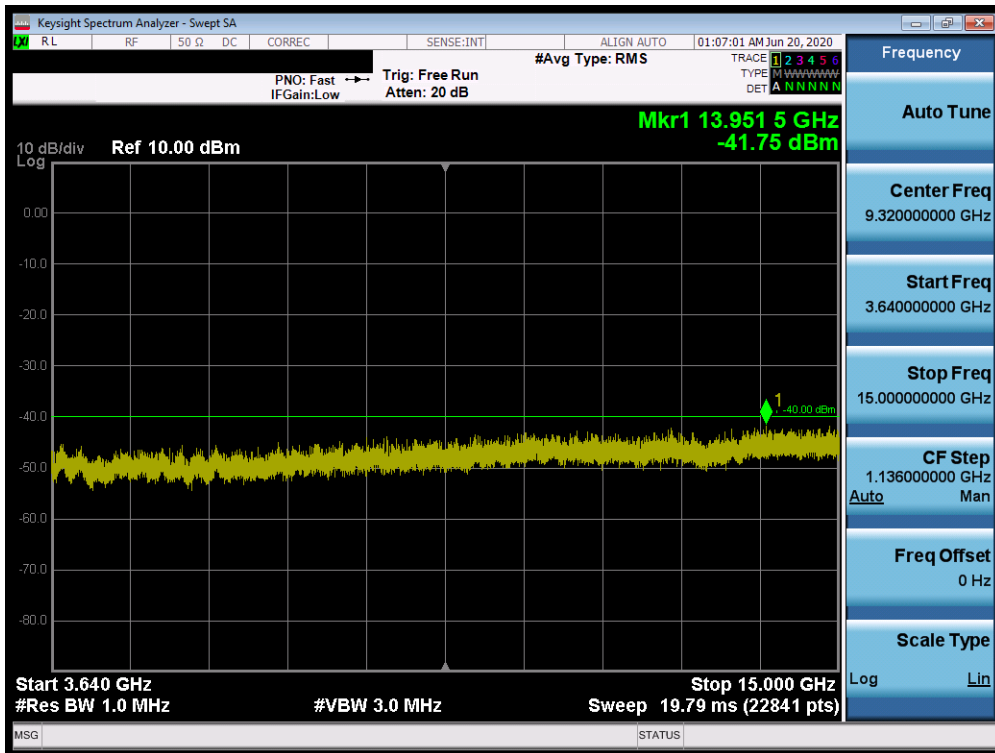 Keysight Spectrum Analyzer - Swept SA
LXI RL RF 50 Ω DC CORREC SENSE:INT ALIGN AUTO 01:07:01 AM Jun 20, 2020
#Avg Type: RMS TRACE 1 2 3 4 5 6
PNO: Fast Trig: Free Run TYPE M W W W W W
IFGain:Low Atten: 20 dB DET A N N N N N
Mkr1 13.951 5 GHz
-41.75 dBm
10 dB/div Ref 10.00 dBm
Log
0.00
-10.0
-20.0
-30.0
1
-40.00 dBm
-40.0
-50.0
-60.0
-70.0
-80.0
Start 3.640 GHz Stop 15.000 GHz
#Res BW 1.0 MHz #VBW 3.0 MHz Sweep 19.79 ms (22841 pts)
MSG STATUS
Frequency
Auto Tune
Center Freq
9.320000000 GHz
Start Freq
3.640000000 GHz
Stop Freq
15.000000000 GHz
CF Step
1.136000000 GHz
Auto Man
Freq Offset
0 Hz
Scale Type
Log Lin